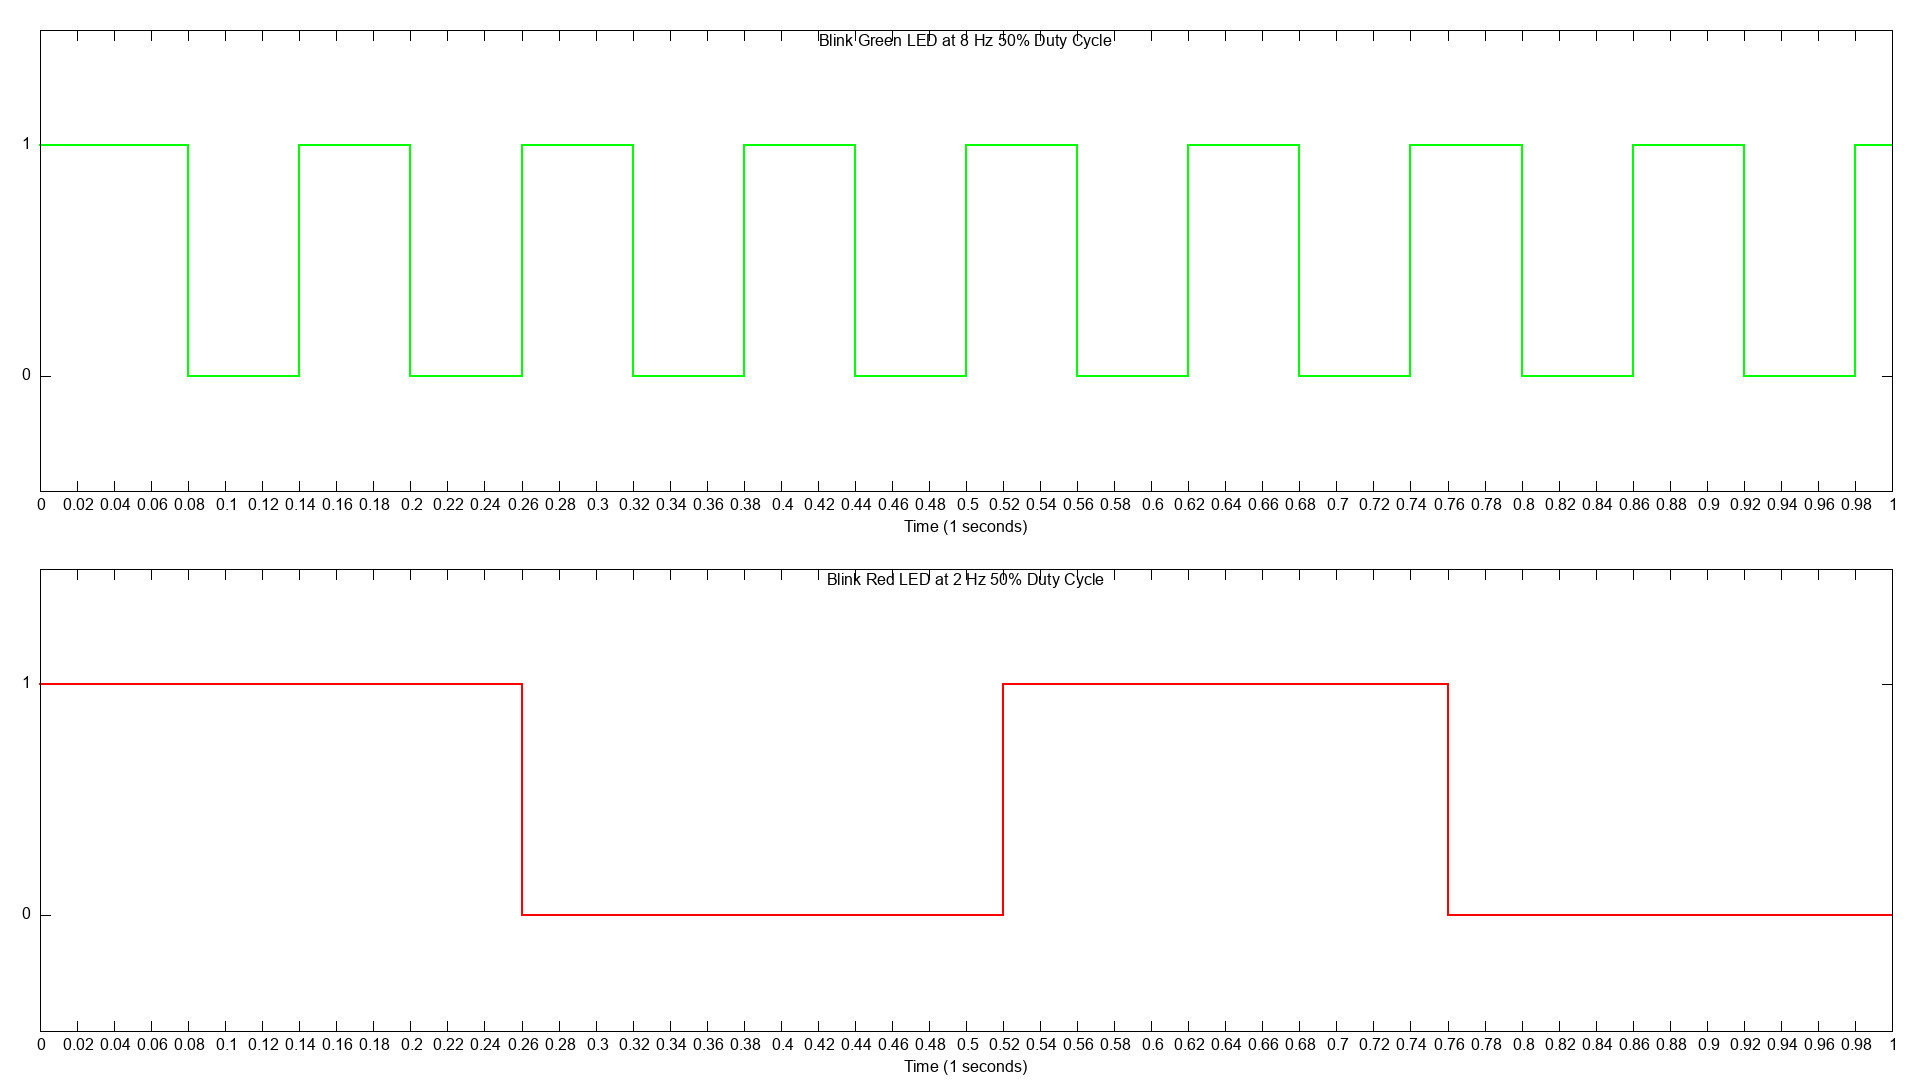 Blink Green LED at 8 Hz 50% Duty Cycle
1
0
0 0.02 0.04 0.06 0.08 0.1 0.12 0.14 0.16 0.18 0.2 0.22 0.24 0.26 0.28 0.3 0.32 0.34 0.36 0.38 0.4 0.42 0.44 0.46 0.48 0.5 0.52 0.54 0.56 0.58 0.6 0.62 0.64 0.66 0.68 0.7 0.72 0.74 0.76 0.78 0.8 0.82 0.84 0.86 0.88 0.9 0.92 0.94 0.96 0.98 1
Time (1 seconds)
Blink Red LED at 2 Hz 50% Duty Cycle
1
0
0 0.02 0.04 0.06 0.08 0.1 0.12 0.14 0.16 0.18 0.2 0.22 0.24 0.26 0.28 0.3 0.32 0.34 0.36 0.38 0.4 0.42 0.44 0.46 0.48 0.5 0.52 0.54 0.56 0.58 0.6 0.62 0.64 0.66 0.68 0.7 0.72 0.74 0.76 0.78 0.8 0.82 0.84 0.86 0.88 0.9 0.92 0.94 0.96 0.98 1
Time (1 seconds)